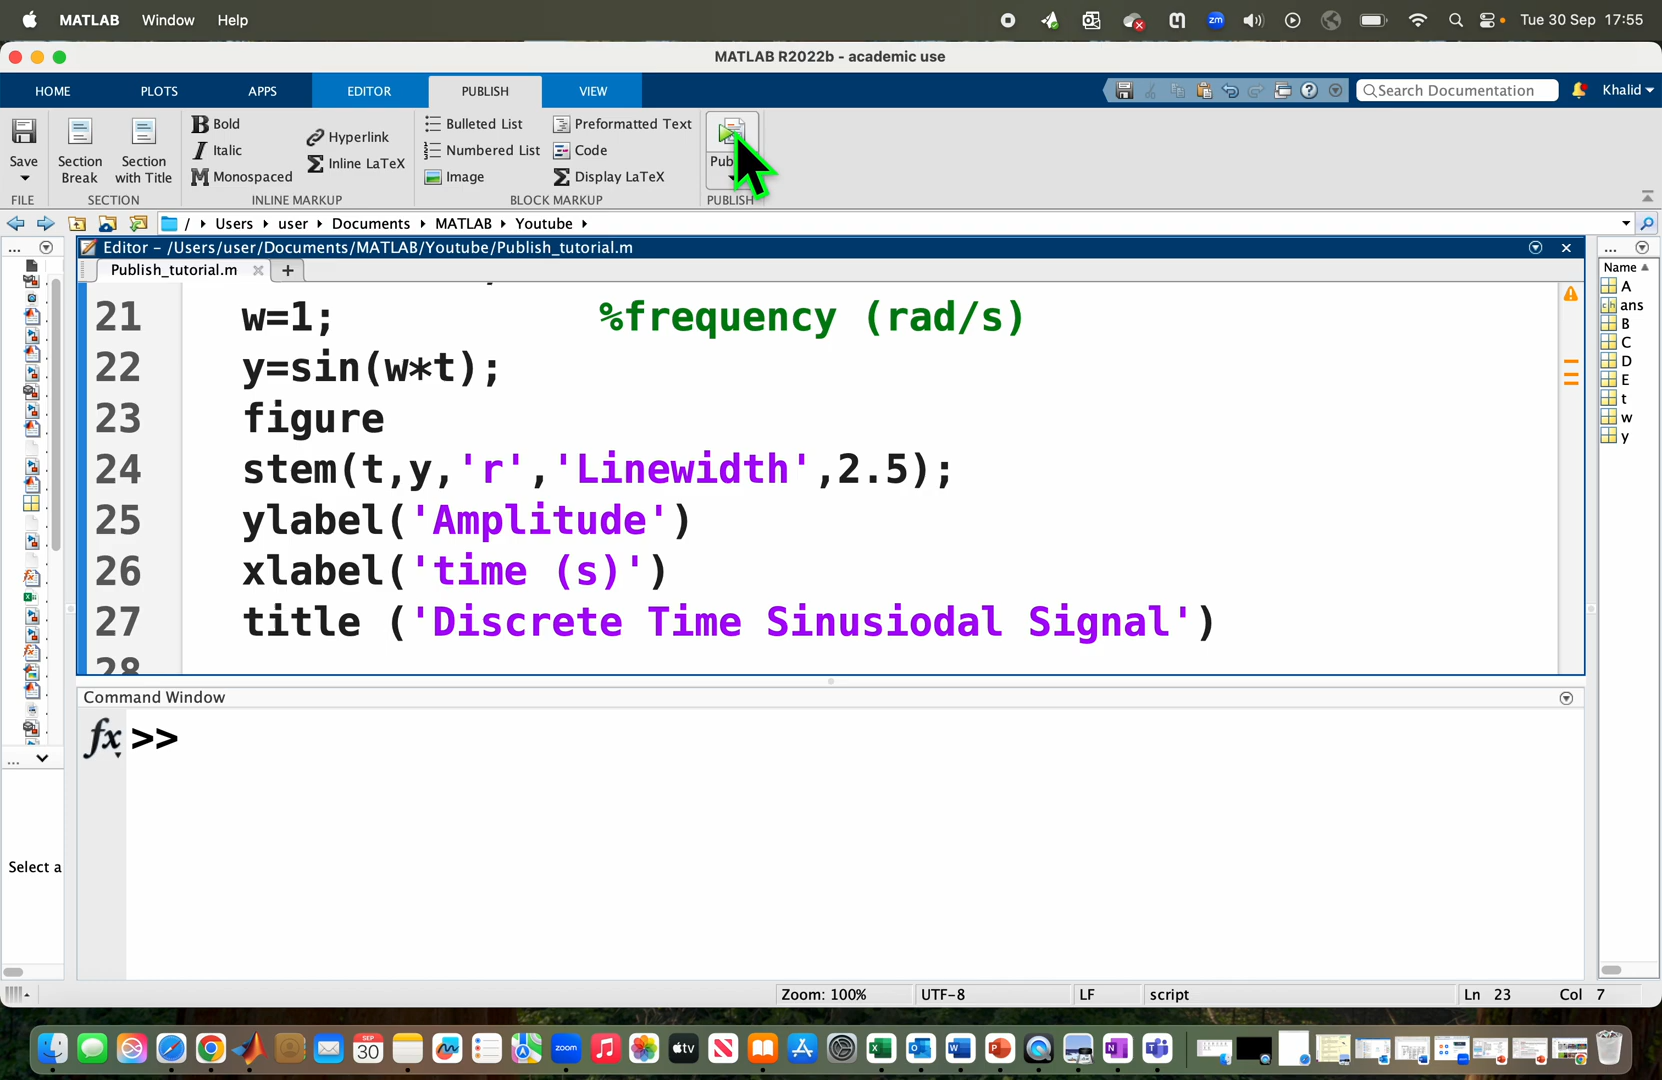 MATLAB Window Help
zm
Tue 30 Sep 17:55
MATLAB R2022b - academic use
HOME PLOTS APPS EDITOR PUBLISH VIEW
Search Documentation
Khalid
Save
Section Break
Section with Title
Bold
Italic
Monospaced
Hyperlink
Inline LaTeX
Bulleted List
Numbered List
Image
Preformatted Text
Code
Display LaTeX
FILE SECTION INLINE MARKUP BLOCK MARKUP PUBLISH
/ Users user Documents MATLAB Youtube
Editor - /Users/user/Documents/MATLAB/Youtube/Publish_tutorial.m
Publish_tutorial.m
21 w=1; %frequency (rad/s)
22 y=sin(w*t);
23 figure
24 stem(t,y,'r','Linewidth',2.5);
25 ylabel('Amplitude')
26 xlabel('time (s)')
27 title ('Discrete Time Sinusiodal Signal')
28
Name
A
ans
B
C
D
E
t
w
y
Command Window
fx >>
Select a
Zoom: 100% UTF-8 LF script Ln 23 Col 7
SEP
30
zoom
tv